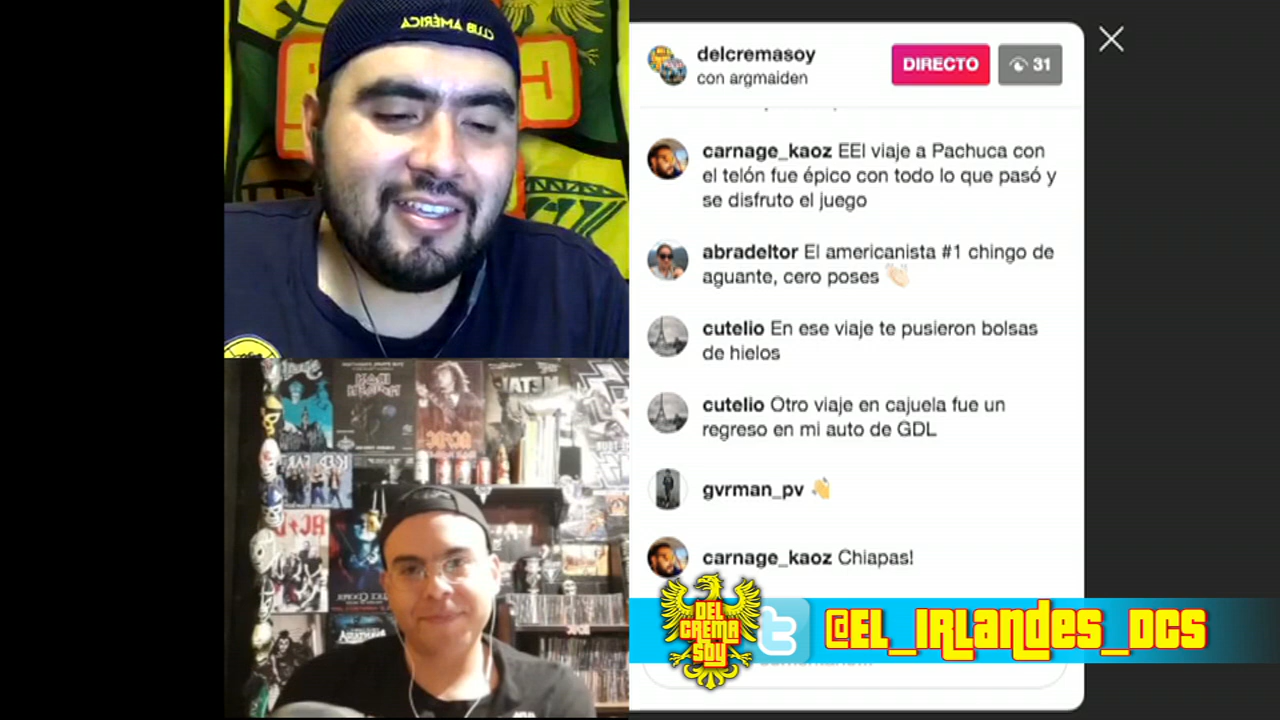 CLUB AMÉRICA
delcremasoy
con argmaiden
DIRECTO
31
carnage_kaoz EEl viaje a Pachuca con
el telón fue épico con todo lo que pasó y
se disfruto el juego
abradeltor El americanista #1 chingo de
aguante, cero poses
cutelio En ese viaje te pusieron bolsas
de hielos
cutelio Otro viaje en cajuela fue un
regreso en mi auto de GDL
gvrman_pv
carnage_kaoz Chiapas!
DEL
CREMA
SOY
@EL_IRLANDES_DCS